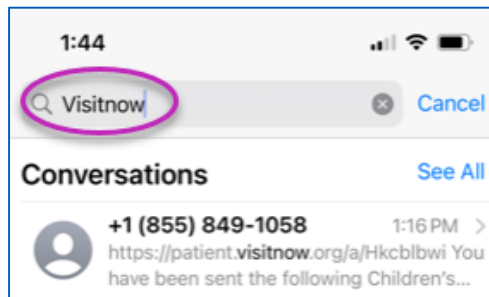 1:44
Visitnow Cancel
Conversations See All
+1 (855) 849-1058 1:16 PM >
https://patient.visitnow.org/a/Hkcblbwi You
have been sent the following Children's...